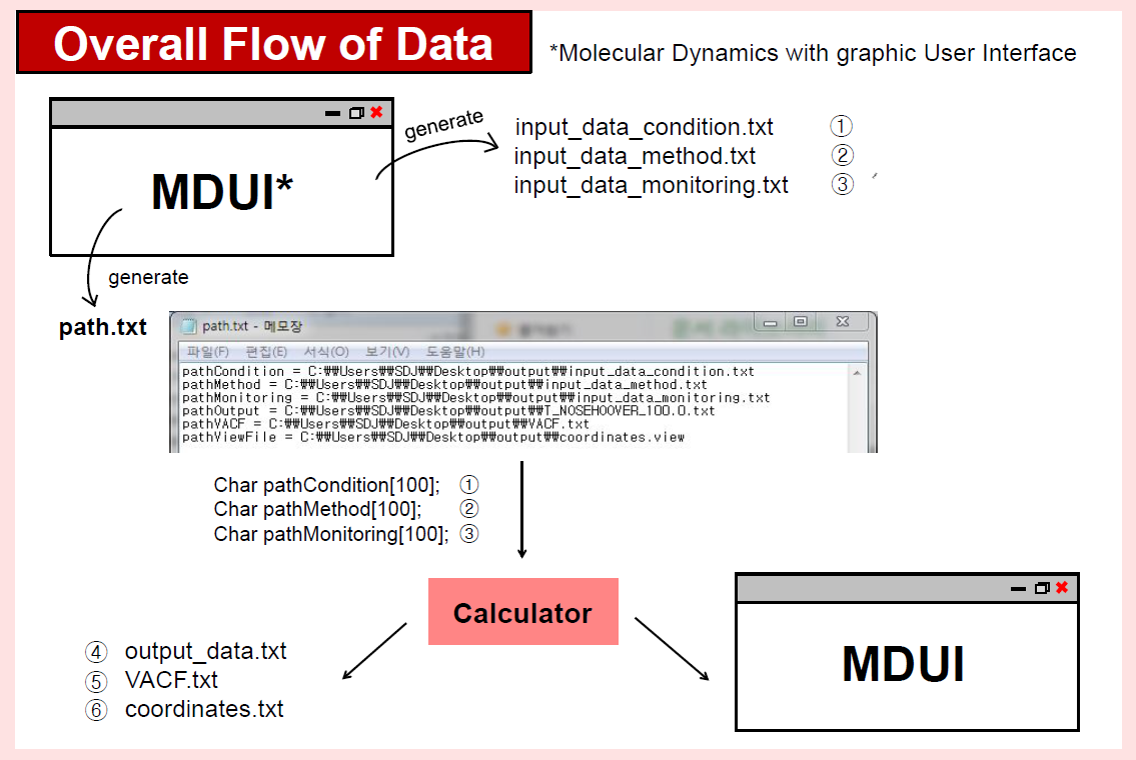 Overall Flow of Data
*Molecular Dynamics with graphic User Interface
MDUI*
generate
input_data_condition.txt ①
input_data_method.txt ②
input_data_monitoring.txt ③
generate
path.txt
path.txt - 메모장
파일(F) 편집(E) 서식(O) 보기(V) 도움말(H)
pathCondition = C:₩₩Users₩₩SDJ₩₩Desktop₩₩output₩₩input_data_condition.txt
pathMethod = C:₩₩Users₩₩SDJ₩₩Desktop₩₩output₩₩input_data_method.txt
pathMonitoring = C:₩₩Users₩₩SDJ₩₩Desktop₩₩output₩₩input_data_monitoring.txt
pathOutput = C:₩₩Users₩₩SDJ₩₩Desktop₩₩output₩₩T_NOSEHOOVER_100.0.txt
pathVACF = C:₩₩Users₩₩SDJ₩₩Desktop₩₩output₩₩VACF.txt
pathViewFile = C:₩₩Users₩₩SDJ₩₩Desktop₩₩output₩₩coordinates.view
Char pathCondition[100]; ①
Char pathMethod[100]; ②
Char pathMonitoring[100]; ③
Calculator
④ output_data.txt
⑤ VACF.txt
⑥ coordinates.txt
MDUI